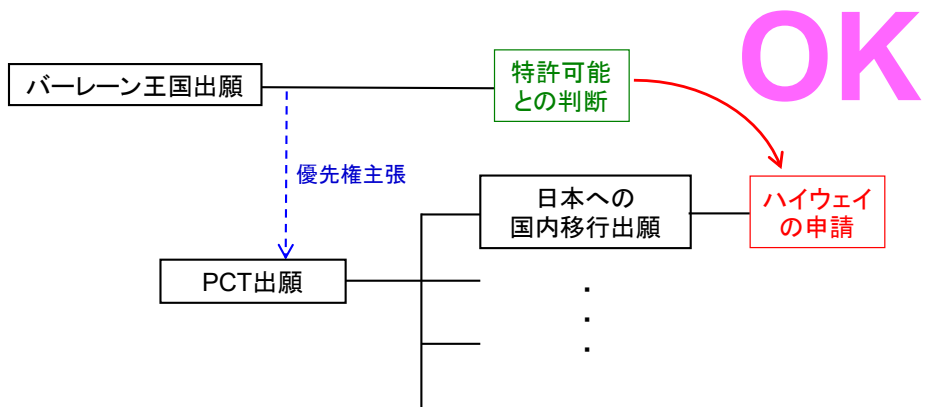 OK
バーレーン王国出願
特許可能
との判断
優先権主張
日本への
国内移行出願
ハイウェイ
の申請
PCT出願